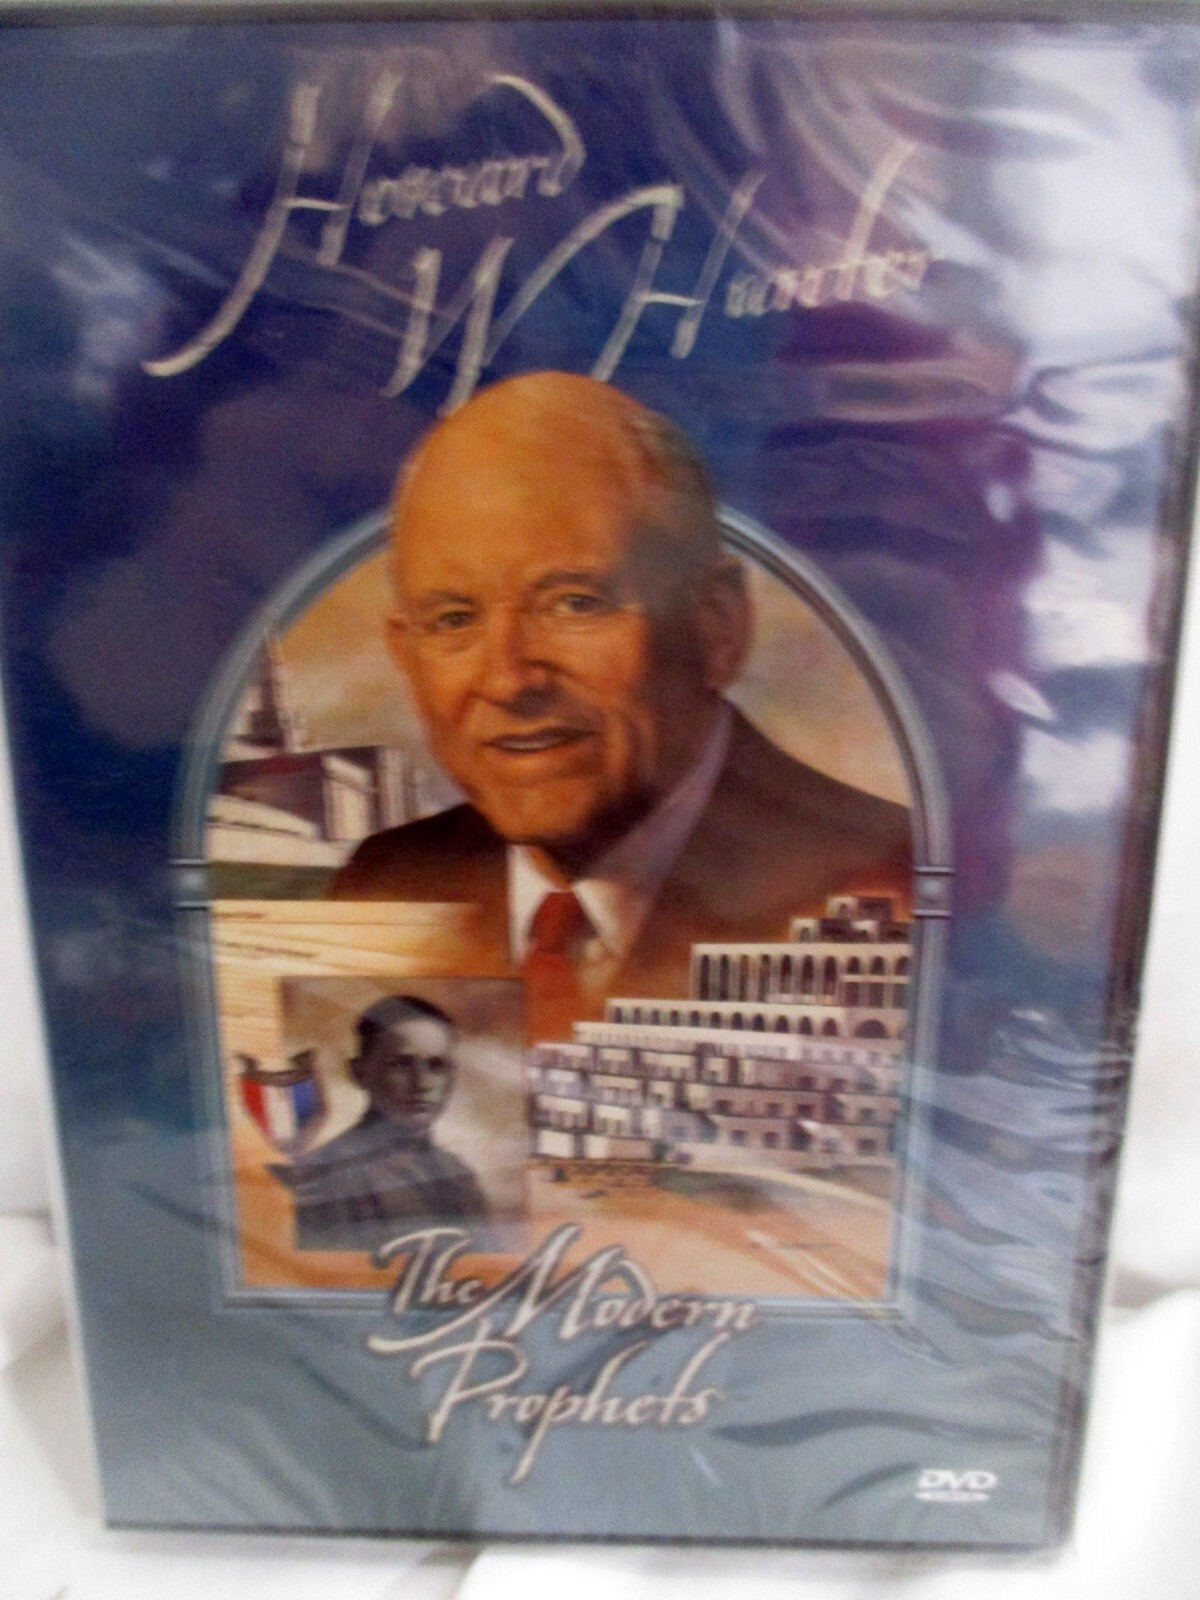 Howard
W Hunter
The Modern
Prophets
DVD